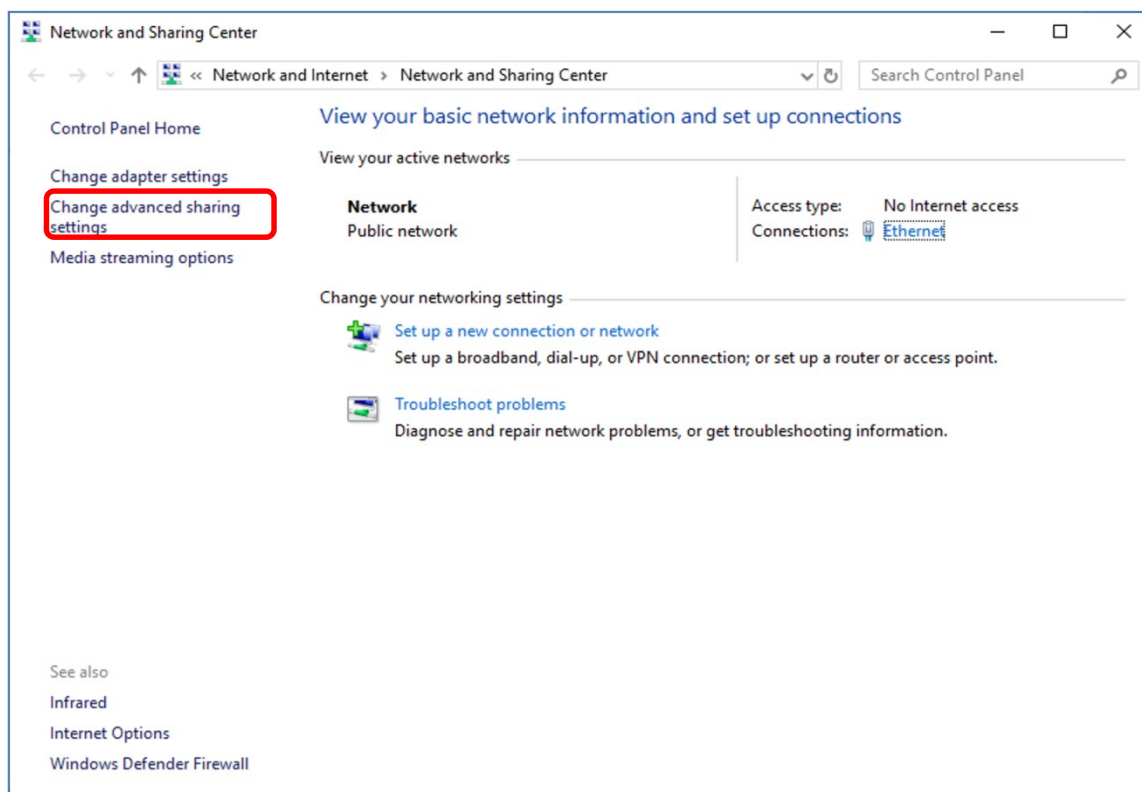 Network and Sharing Center
« Network and Internet > Network and Sharing Center
Search Control Panel
Control Panel Home
Change adapter settings
Change advanced sharing
settings
Media streaming options
View your basic network information and set up connections
View your active networks
Network
Public network
Access type: No Internet access
Connections: Ethernet
Change your networking settings
Set up a new connection or network
Set up a broadband, dial-up, or VPN connection; or set up a router or access point.
Troubleshoot problems
Diagnose and repair network problems, or get troubleshooting information.
See also
Infrared
Internet Options
Windows Defender Firewall